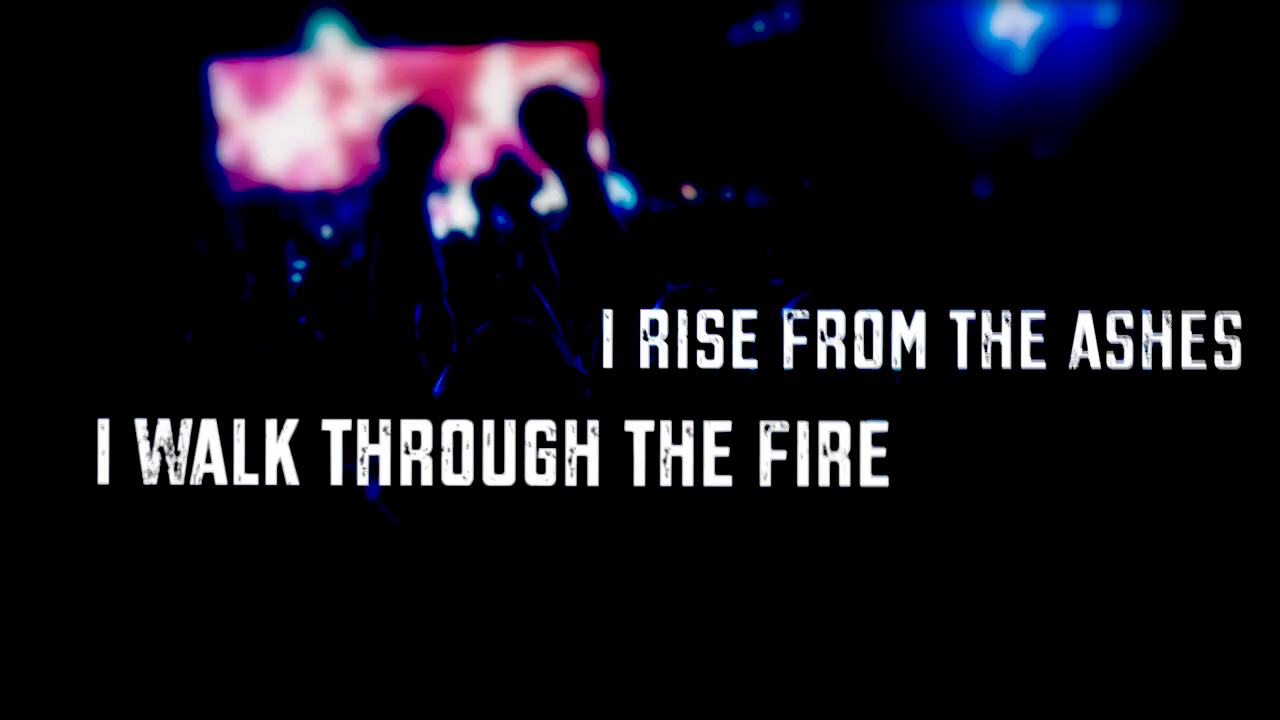 I RISE FROM THE ASHES
I WALK THROUGH THE FIRE